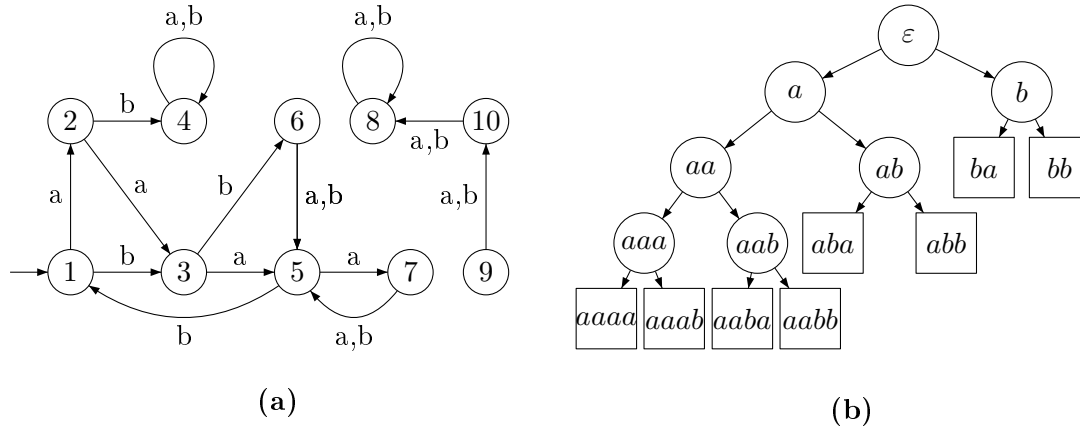 a,b a,b
2 b 4 6 8 10
a,b
a a b a,b a,b
1 b 3 a 5 a 7 9
b a,b
(a)
ε
a b
aa ab ba bb
aaa aab aba abb
aaaa aaab aaba aabb
(b)